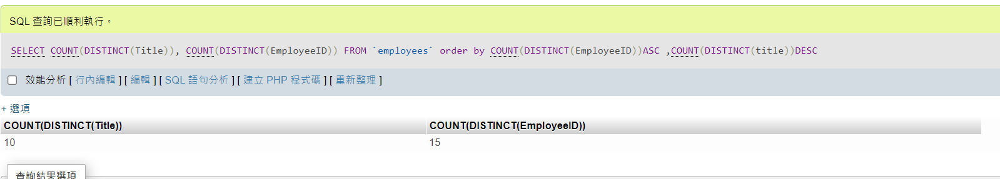 SQL 查詢已順利執行。
SELECT COUNT(DISTINCT(Title)), COUNT(DISTINCT(EmployeeID)) FROM `employees` order by COUNT(DISTINCT(EmployeeID))ASC ,COUNT(DISTINCT(title))DESC
效能分析 [ 行內編輯 ] [ 編輯 ] [ SQL 語句分析 ] [ 建立 PHP 程式碼 ] [ 重新整理 ]
+ 選項
COUNT(DISTINCT(Title)) COUNT(DISTINCT(EmployeeID))
10 15
查詢結果選項